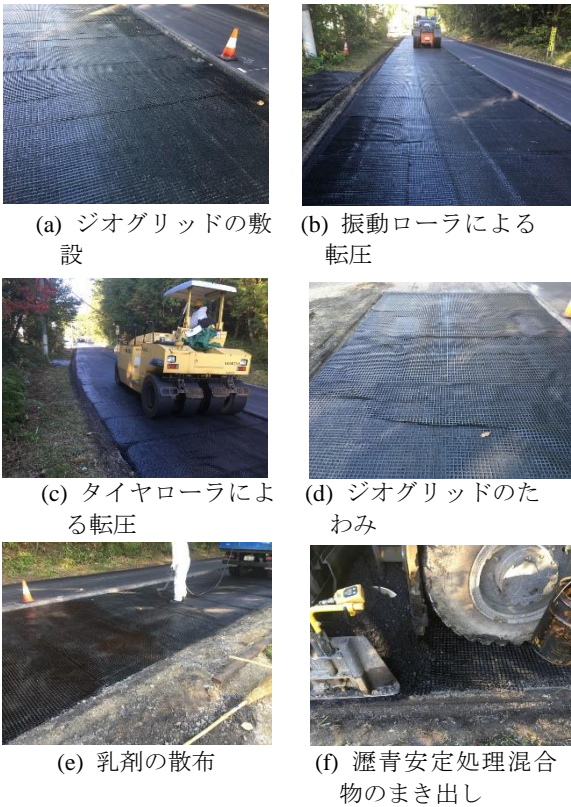 (a) ジオグリッドの敷
設
(b) 振動ローラによる
転圧
(c) タイヤローラによ
る転圧
(d) ジオグリッドのた
わみ
(e) 乳剤の散布
(f) 瀝青安定処理混合
物のまき出し